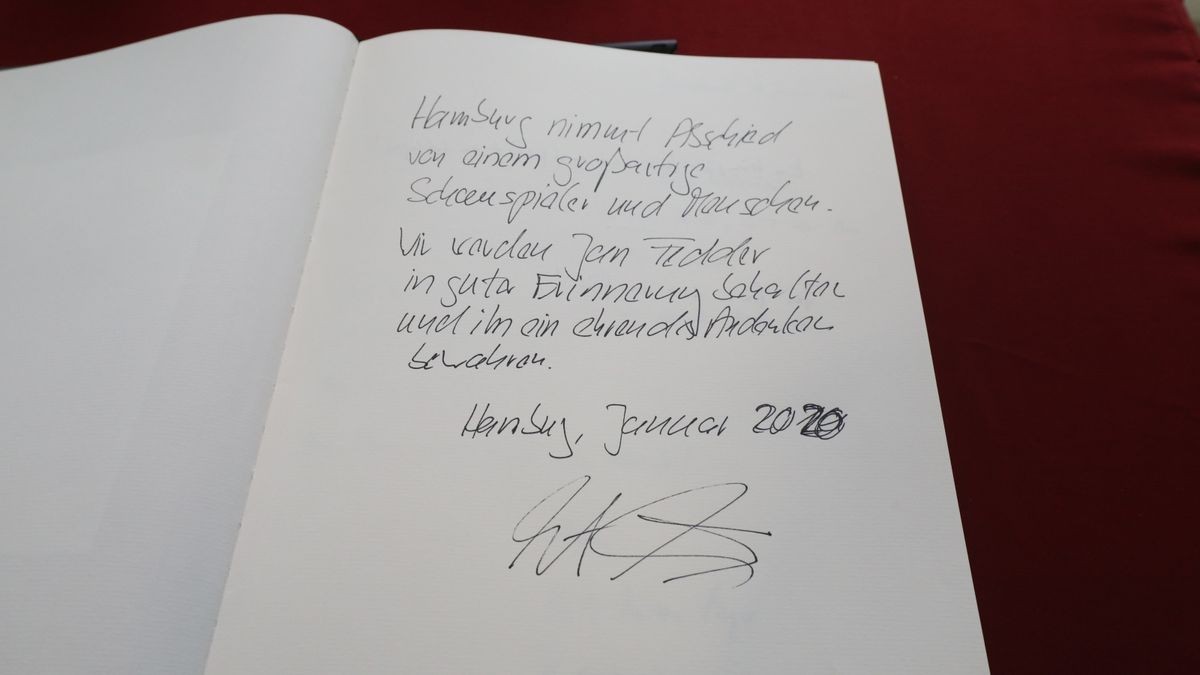 Hamburg nimmt Abschied
von einem großartige
Schauspieler und Menschen.
Wir werden Jan Fedder
in guter Erinnerung behalten
und ihm ein ehrendes Andenken
bewahren.
Hamburg, Januar 2020